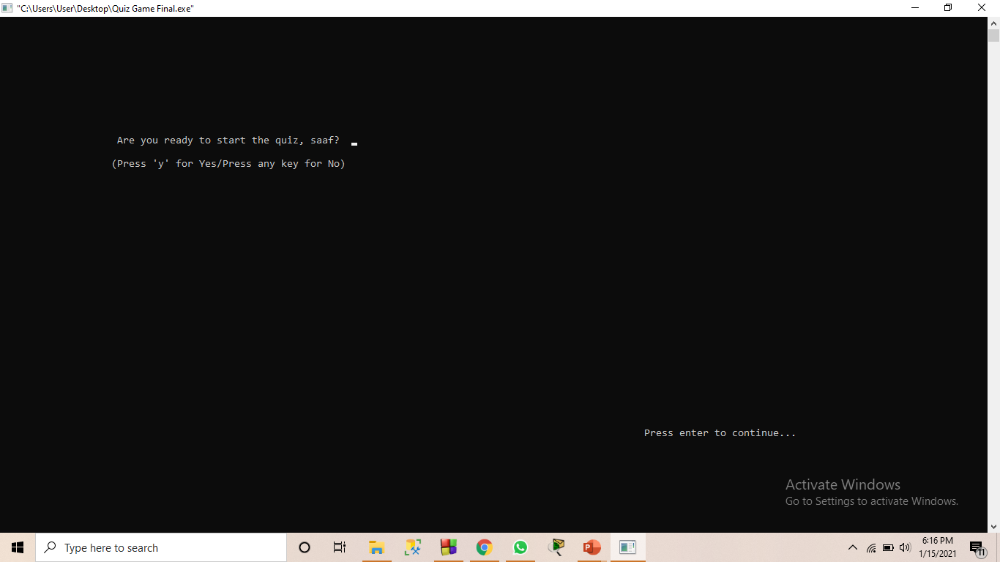 "C:\Users\User\Desktop\Quiz Game Final.exe"
Are you ready to start the quiz, saaf?
(Press 'y' for Yes/Press any key for No)
Press enter to continue...
Activate Windows
Go to Settings to activate Windows.
Type here to search
6:16 PM
1/15/2021
11